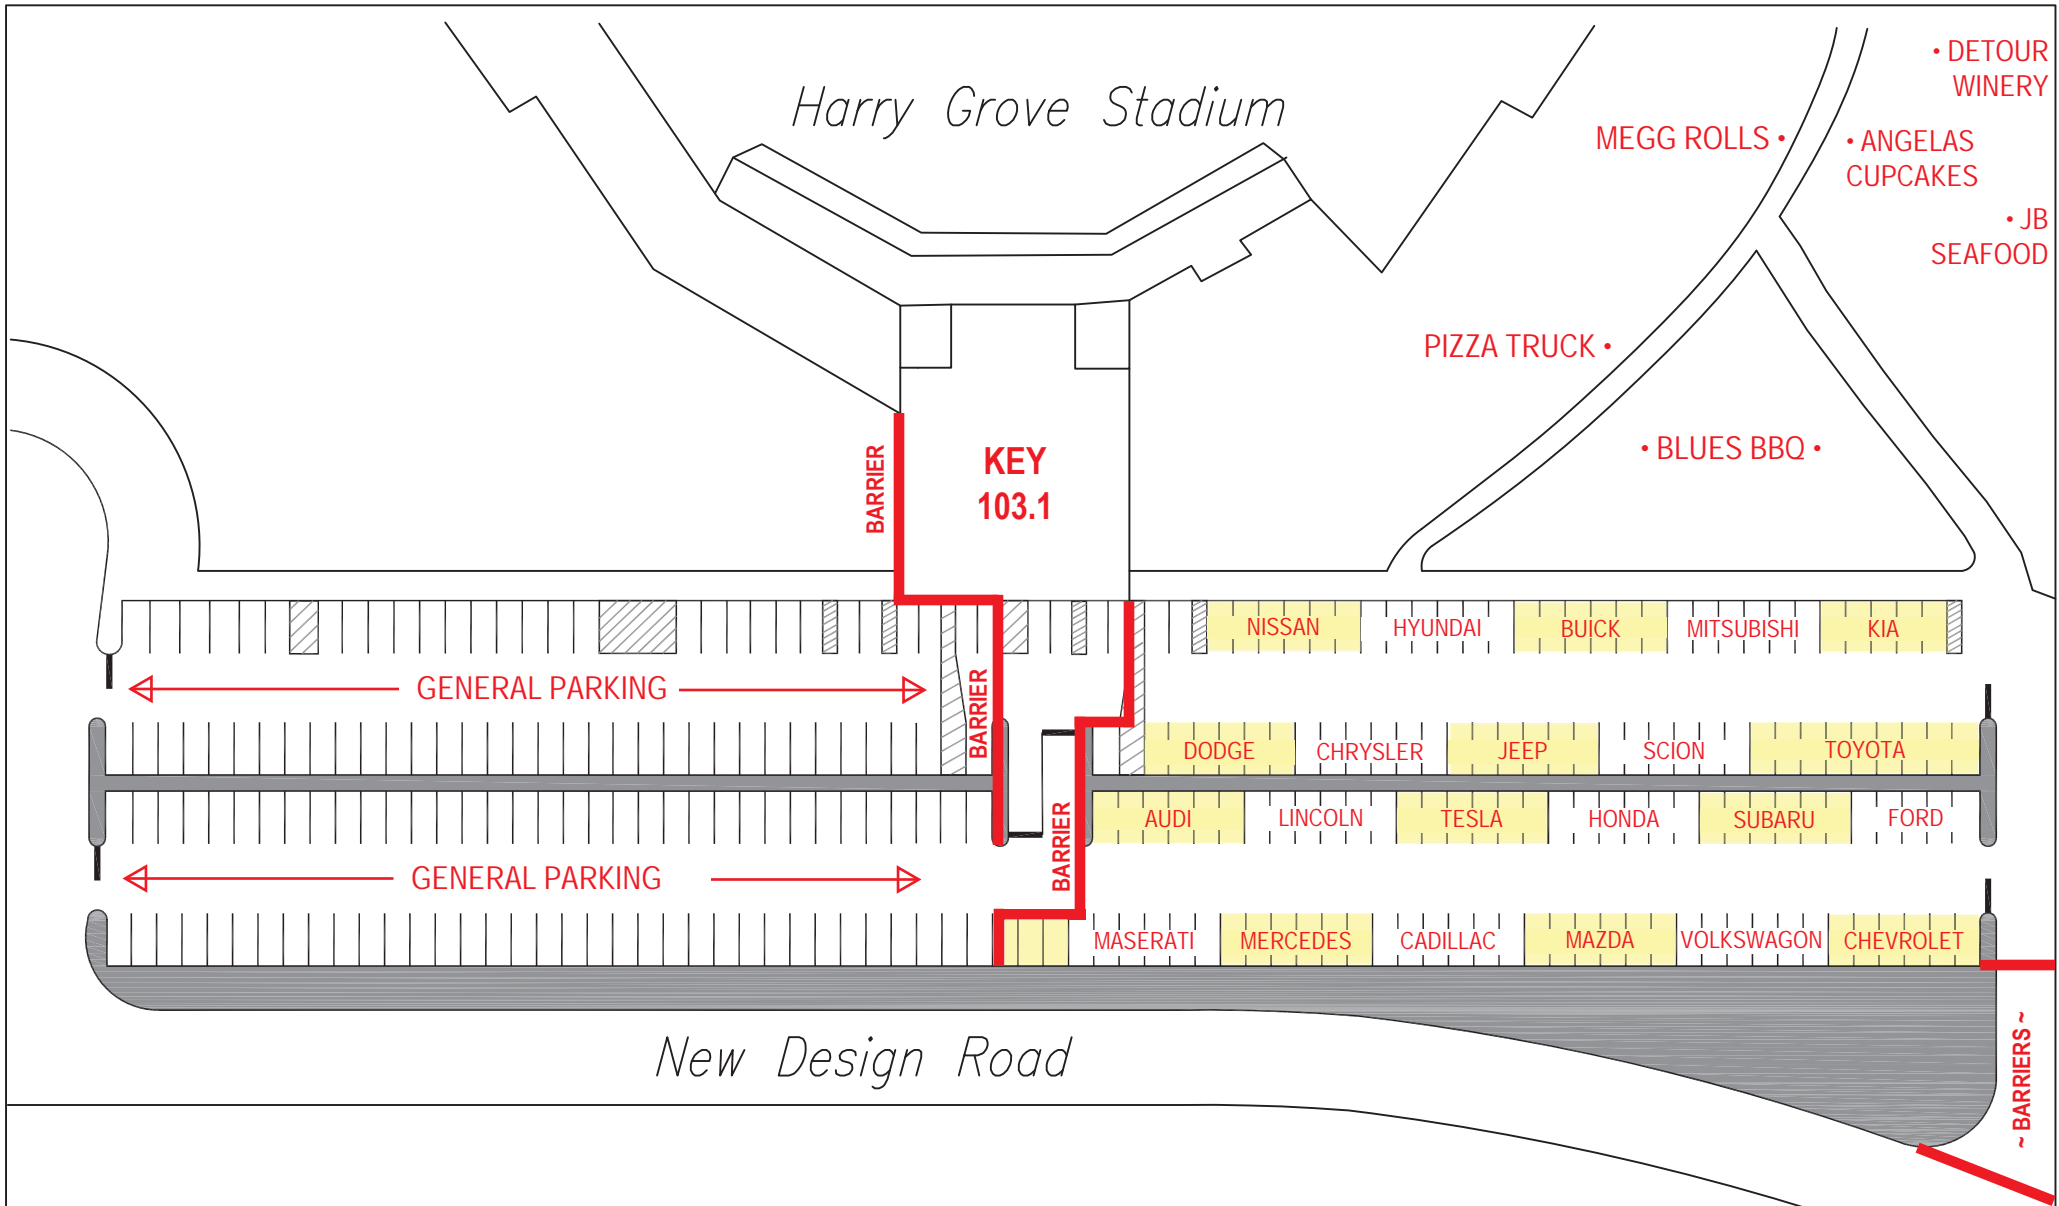 Harry Grove Stadium
• DETOUR
WINERY
MEGG ROLLS •
• ANGELAS
CUPCAKES
• JB
SEAFOOD
PIZZA TRUCK •
• BLUES BBQ •
KEY
103.1
BARRIER
NISSAN
HYUNDAI
BUICK
MITSUBISHI
KIA
GENERAL PARKING
BARRIER
DODGE
CHRYSLER
JEEP
SCION
TOYOTA
AUDI
LINCOLN
TESLA
HONDA
SUBARU
FORD
BARRIER
GENERAL PARKING
MASERATI
MERCEDES
CADILLAC
MAZDA
VOLKSWAGON
CHEVROLET
New Design Road
~ BARRIERS ~